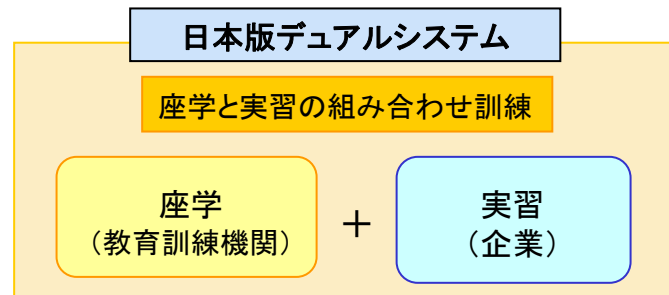 日本版デュアルシステム
座学と実習の組み合わせ訓練
座学
（教育訓練機関）
＋
実習
（企業）